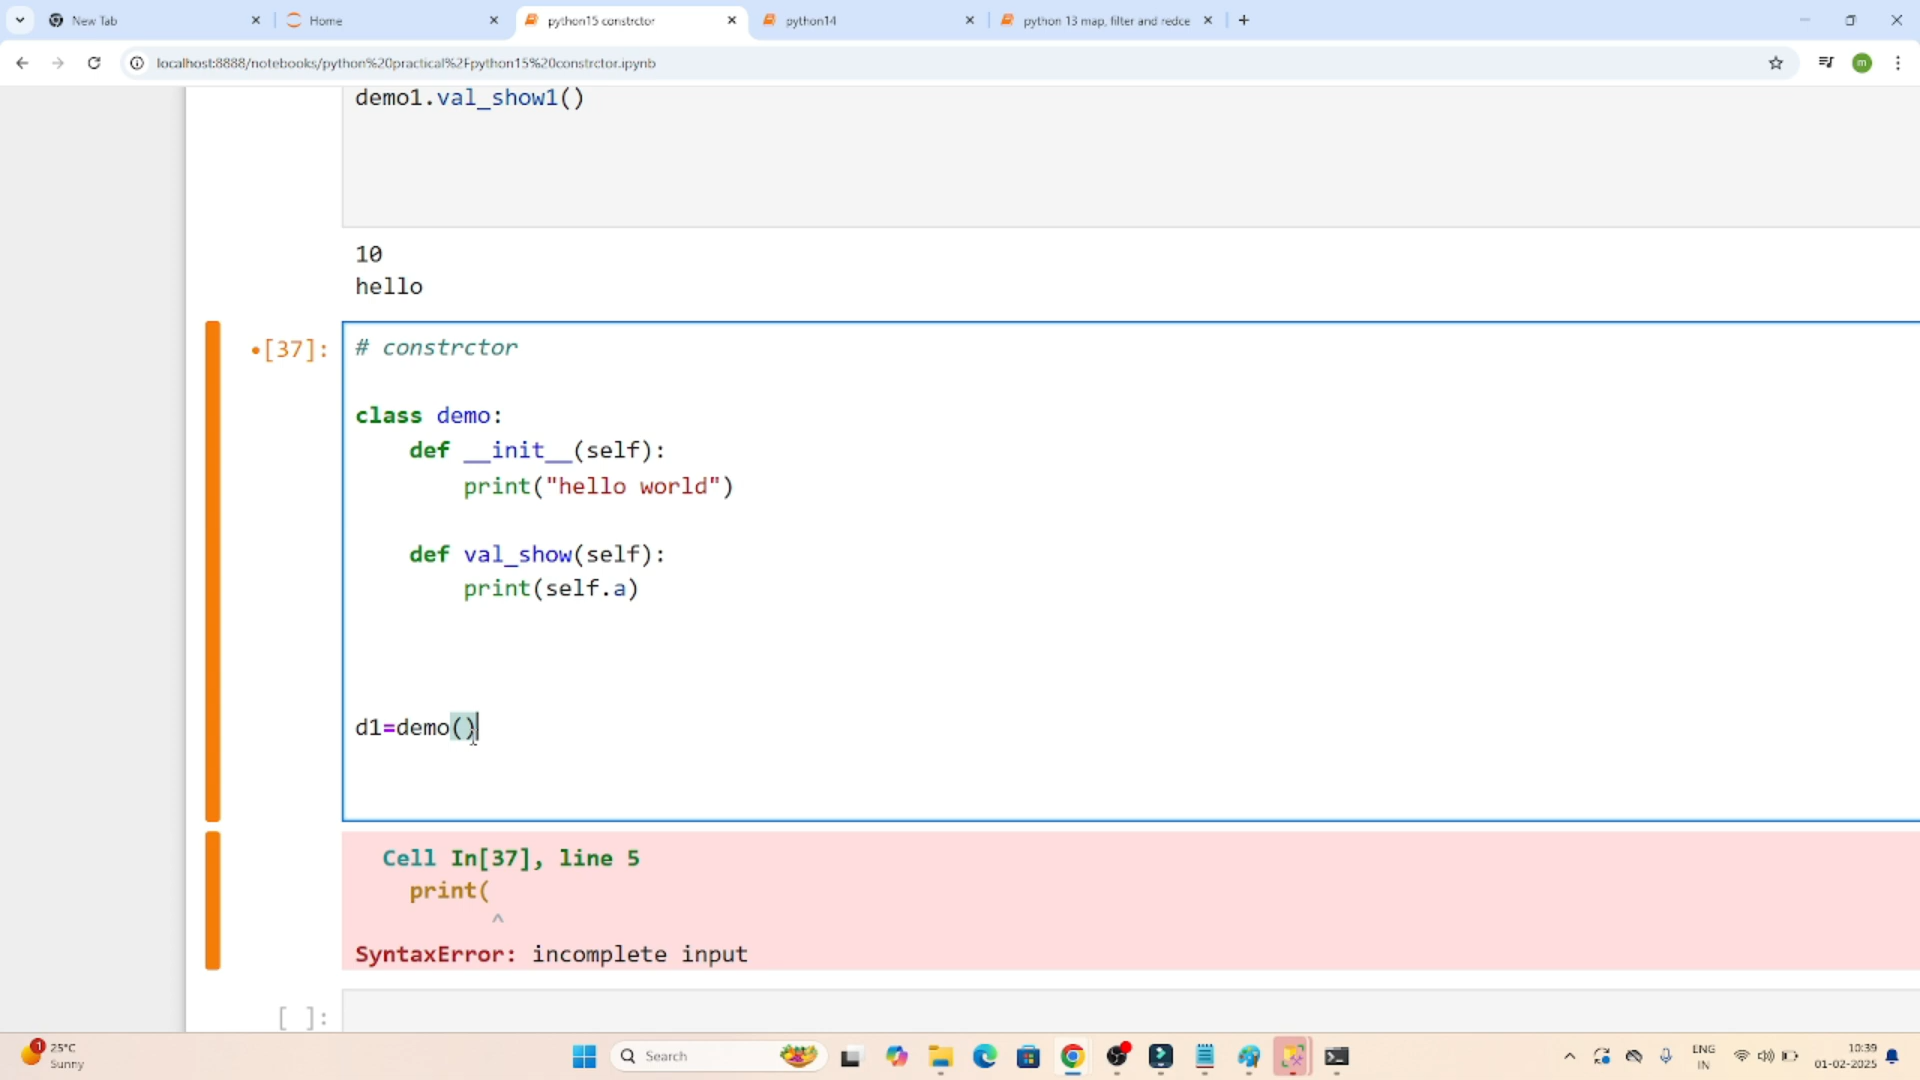 New Tab
Home
python15 constrctor
python14
python 13 map, filter and redce
localhost:8888/notebooks/python%20practical%2Fpython15%20constrctor.ipynb
m
demo1.val_show1()
10
hello
[37]:
# constrctor
class demo:
def __init__(self):
print("hello world")
def val_show(self):
print(self.a)
d1=demo()
Cell In[37], line 5
print(
^
SyntaxError: incomplete input
[ ]:
1
25°C
Sunny
Search
ENG
IN
10:39
01-02-2025